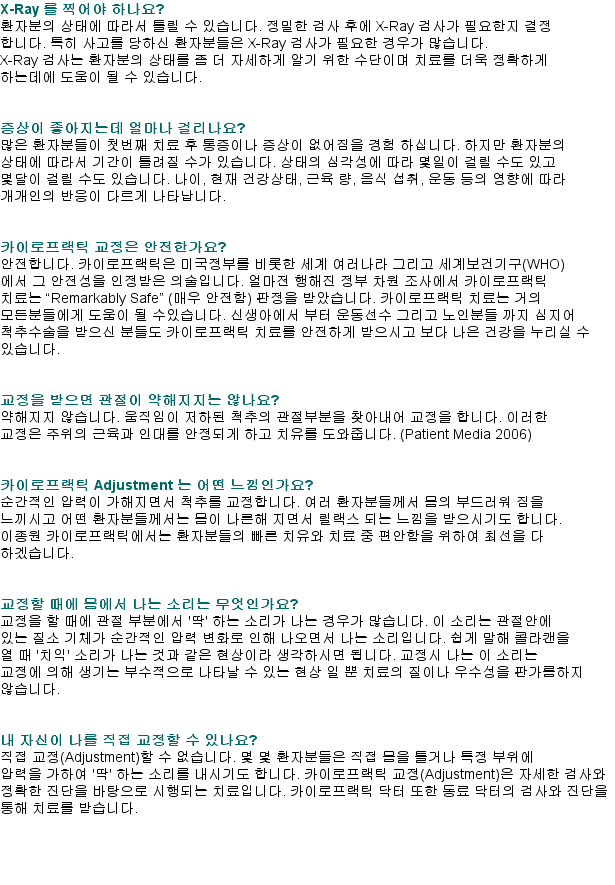 X-Ray 를 찍어야 하나요?
환자분의 상태에 따라서 틀릴 수 있습니다. 정밀한 검사 후에 X-Ray 검사가 필요한지 결정
합니다. 특히 사고를 당하신 환자분들은 X-Ray 검사가 필요한 경우가 많습니다.
X-Ray 검사는 환자분의 상태를 좀 더 자세하게 알기 위한 수단이며 치료를 더욱 정확하게
하는데에 도움이 될 수 있습니다.
증상이 좋아지는데 얼마나 걸리나요?
많은 환자분들이 첫번째 치료 후 통증이나 증상이 없어짐을 경험 하십니다. 하지만 환자분의
상태에 따라서 기간이 틀려질 수가 있습니다. 상태의 심각성에 따라 몇일이 걸릴 수도 있고
몇달이 걸릴 수도 있습니다. 나이, 현재 건강상태, 근육 량, 음식 섭취, 운동 등의 영향에 따라
개개인의 반응이 다르게 나타납니다.
카이로프랙틱 교정은 안전한가요?
안전합니다. 카이로프랙틱은 미국정부를 비롯한 세계 여러나라 그리고 세계보건기구(WHO)
에서 그 안전성을 인정받은 의술입니다. 얼마전 행해진 정부 차원 조사에서 카이로프랙틱
치료는 “Remarkably Safe” (매우 안전함) 판정을 받았습니다. 카이로프랙틱 치료는 거의
모든분들에게 도움이 될 수있습니다. 신생아에서 부터 운동선수 그리고 노인분들 까지 심지어
척추수술을 받으신 분들도 카이로프랙틱 치료를 안전하게 받으시고 보다 나은 건강을 누리실 수
있습니다.
교정을 받으면 관절이 약해지지는 않나요?
약해지지 않습니다. 움직임이 저하된 척추의 관절부분을 찾아내어 교정을 합니다. 이러한
교정은 주위의 근육과 인대를 안정되게 하고 치유를 도와줍니다. (Patient Media 2006)
카이로프랙틱 Adjustment 는 어떤 느낌인가요?
순간적인 압력이 가해지면서 척추를 교정합니다. 여러 환자분들께서 몸의 부드러워 짐을
느끼시고 어떤 환자분들께서는 몸이 나른해 지면서 릴랙스 되는 느낌을 받으시기도 합니다.
이종원 카이로프랙틱에서는 환자분들의 빠른 치유와 치료 중 편안함을 위하여 최선을 다
하겠습니다.
교정할 때에 몸에서 나는 소리는 무엇인가요?
교정을 할 때에 관절 부분에서 '딱' 하는 소리가 나는 경우가 많습니다. 이 소리는 관절안에
있는 질소 기체가 순간적인 압력 변화로 인해 나오면서 나는 소리입니다. 쉽게 말해 콜라캔을
열 때 '치익' 소리가 나는 것과 같은 현상이라 생각하시면 됩니다. 교정시 나는 이 소리는
교정에 의해 생기는 부수적으로 나타날 수 있는 현상 일 뿐 치료의 질이나 우수성을 판가름하지
않습니다.
내 자신이 나를 직접 교정할 수 있나요?
직접 교정(Adjustment)할 수 없습니다. 몇 몇 환자분들은 직접 몸을 틀거나 특정 부위에
압력을 가하여 '딱' 하는 소리를 내시기도 합니다. 카이로프랙틱 교정(Adjustment)은 자세한 검사와
정확한 진단을 바탕으로 시행되는 치료입니다. 카이로프랙틱 닥터 또한 동료 닥터의 검사와 진단을
통해 치료를 받습니다.